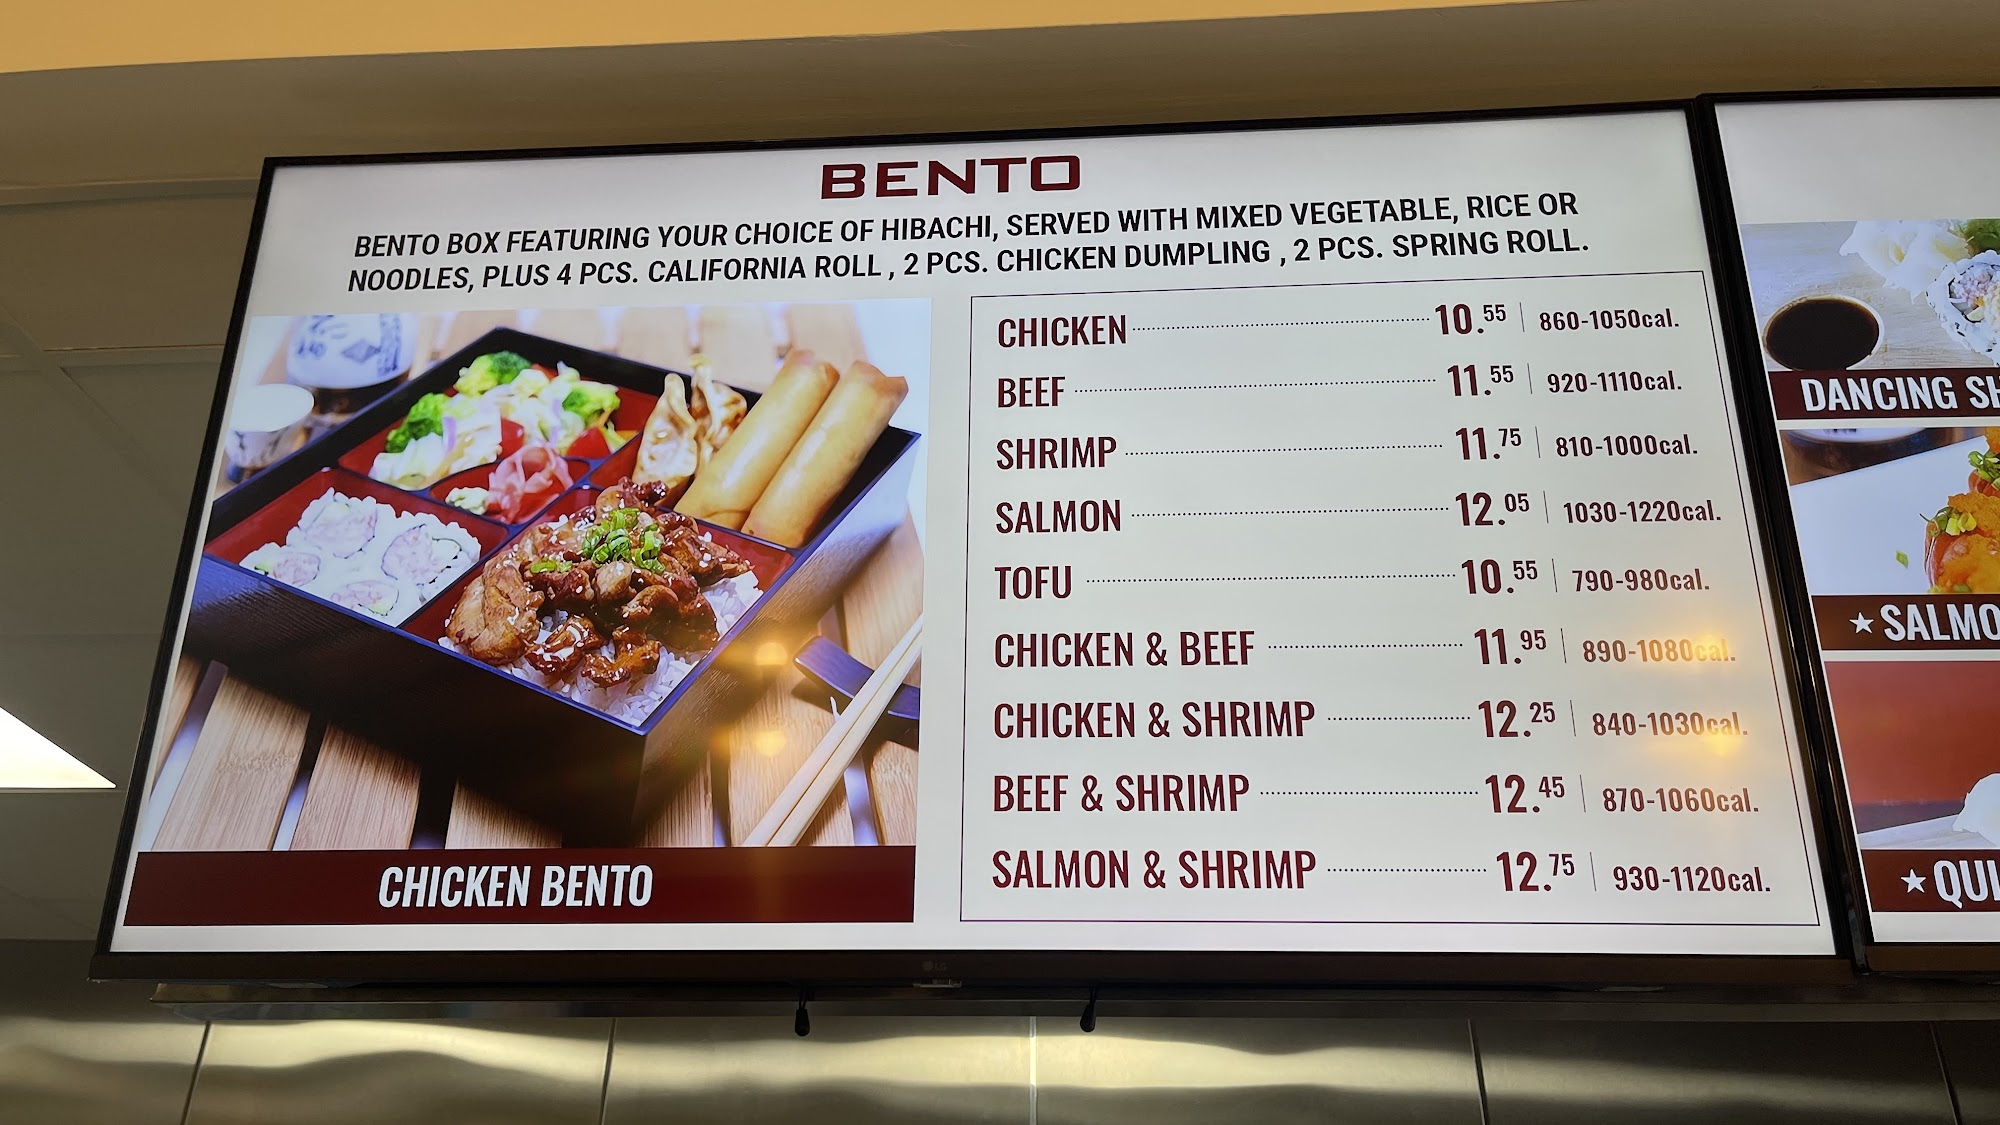 BENTO
BENTO BOX FEATURING YOUR CHOICE OF HIBACHI, SERVED WITH MIXED VEGETABLE, RICE OR
NOODLES, PLUS 4 PCS. CALIFORNIA ROLL , 2 PCS. CHICKEN DUMPLING , 2 PCS. SPRING ROLL.
CHICKEN 10.55 860-1050cal.
BEEF 11.55 920-1110cal.
SHRIMP 11.75 810-1000cal.
SALMON 12.05 1030-1220cal.
TOFU 10.55 790-980cal.
CHICKEN & BEEF 11.95 890-1080cal.
CHICKEN & SHRIMP 12.25 840-1030cal.
BEEF & SHRIMP 12.45 870-1060cal.
SALMON & SHRIMP 12.75 930-1120cal.
CHICKEN BENTO
LG
DANCING